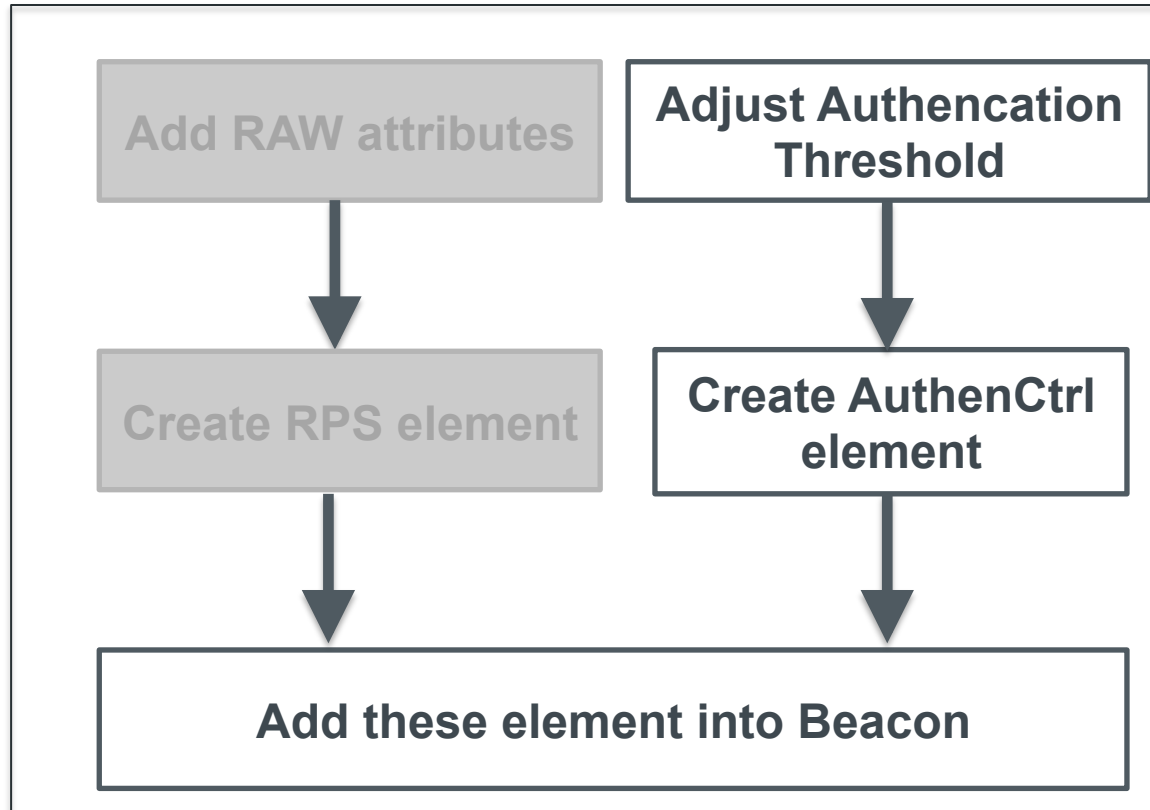 Add RAW attributes
Adjust Authencation
Threshold
Create RPS element
Create AuthenCtrl
element
Add these element into Beacon